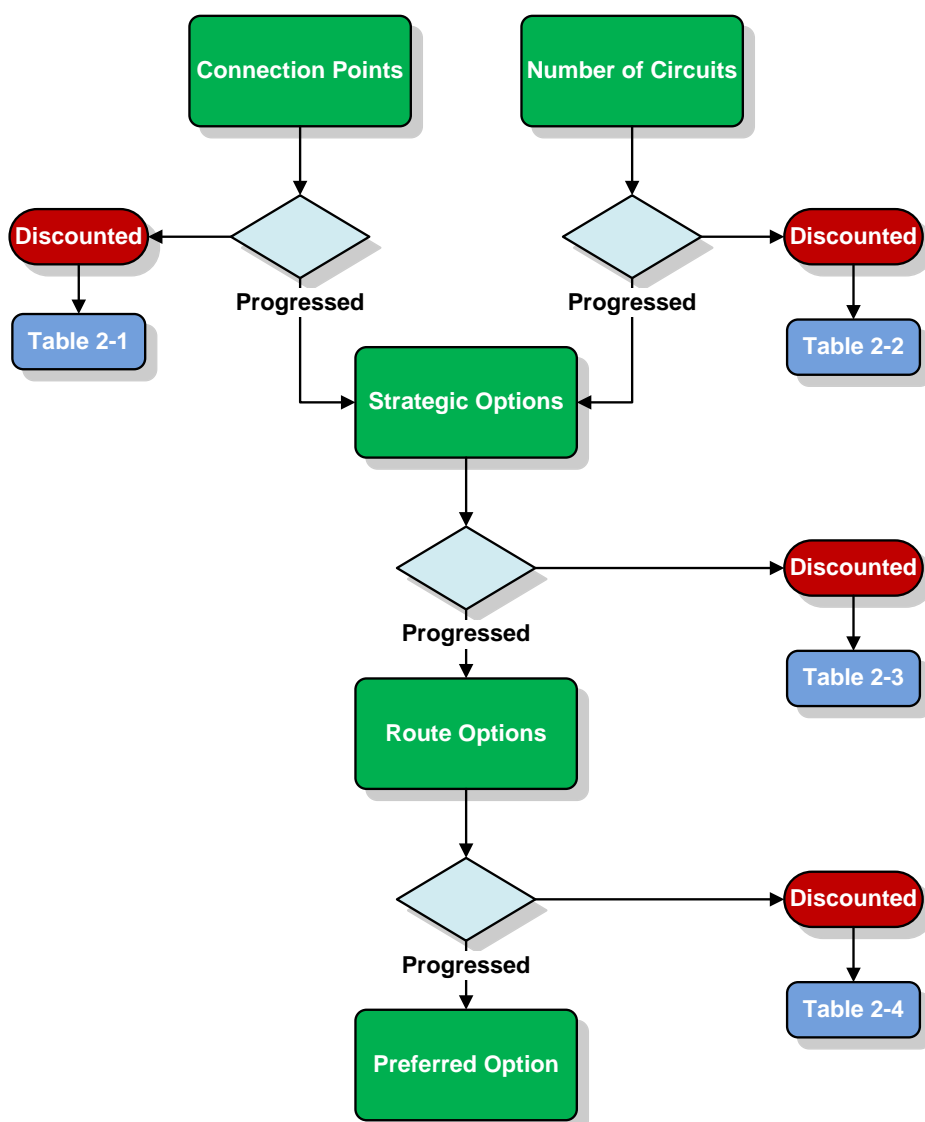 Connection Points
Number of Circuits
Discounted
Discounted
Progressed
Progressed
Table 2-1
Table 2-2
Strategic Options
Discounted
Progressed
Table 2-3
Route Options
Discounted
Progressed
Table 2-4
Preferred Option